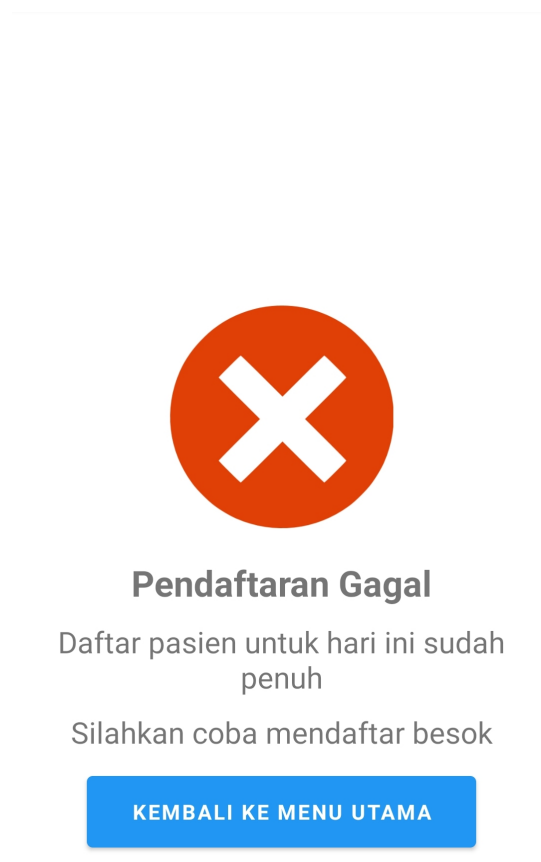 Pendaftaran Gagal
Daftar pasien untuk hari ini sudah
penuh
Silahkan coba mendaftar besok
KEMBALI KE MENU UTAMA